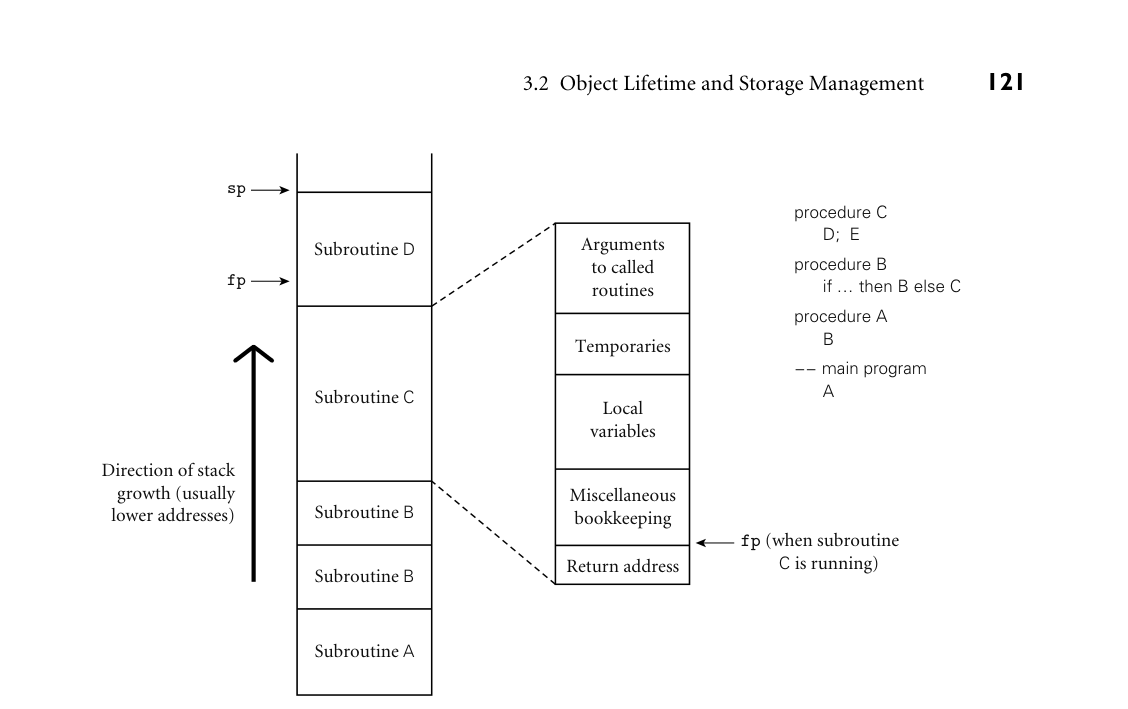 3.2 Object Lifetime and Storage Management 121
sp
Subroutine D
fp
Subroutine C
Direction of stack
growth (usually
lower addresses)
Subroutine B
Subroutine B
Subroutine A
Arguments
to called
routines
Temporaries
Local
variables
Miscellaneous
bookkeeping
Return address
fp (when subroutine
C is running)
procedure C
D; E
procedure B
if ... then B else C
procedure A
B
−− main program
A